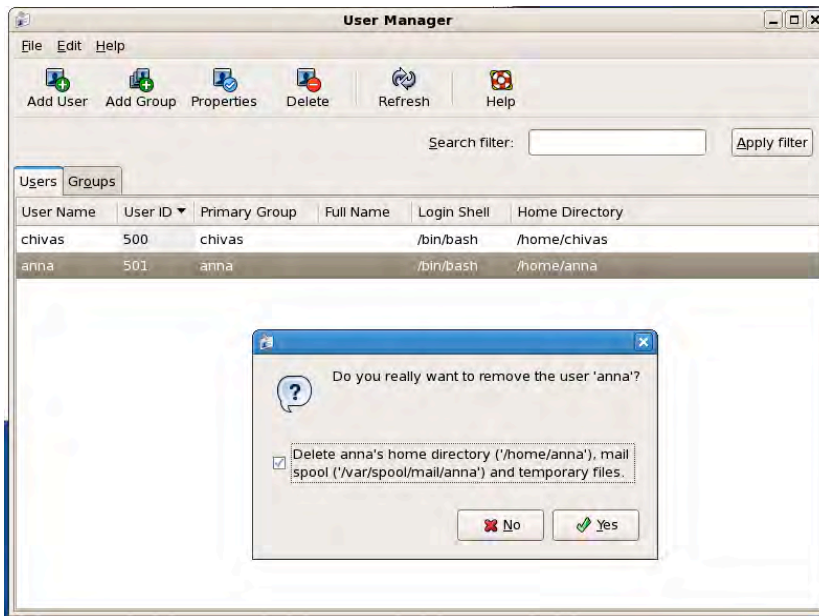 User Manager
File Edit Help
Add User Add Group Properties Delete Refresh Help
Search filter: Apply filter
Users Groups
User Name User ID Primary Group Full Name Login Shell Home Directory
chivas 500 chivas /bin/bash /home/chivas
anna 501 anna /bin/bash /home/anna
Do you really want to remove the user 'anna'?
Delete anna's home directory ('/home/anna'), mail
spool ('/var/spool/mail/anna') and temporary files.
No Yes